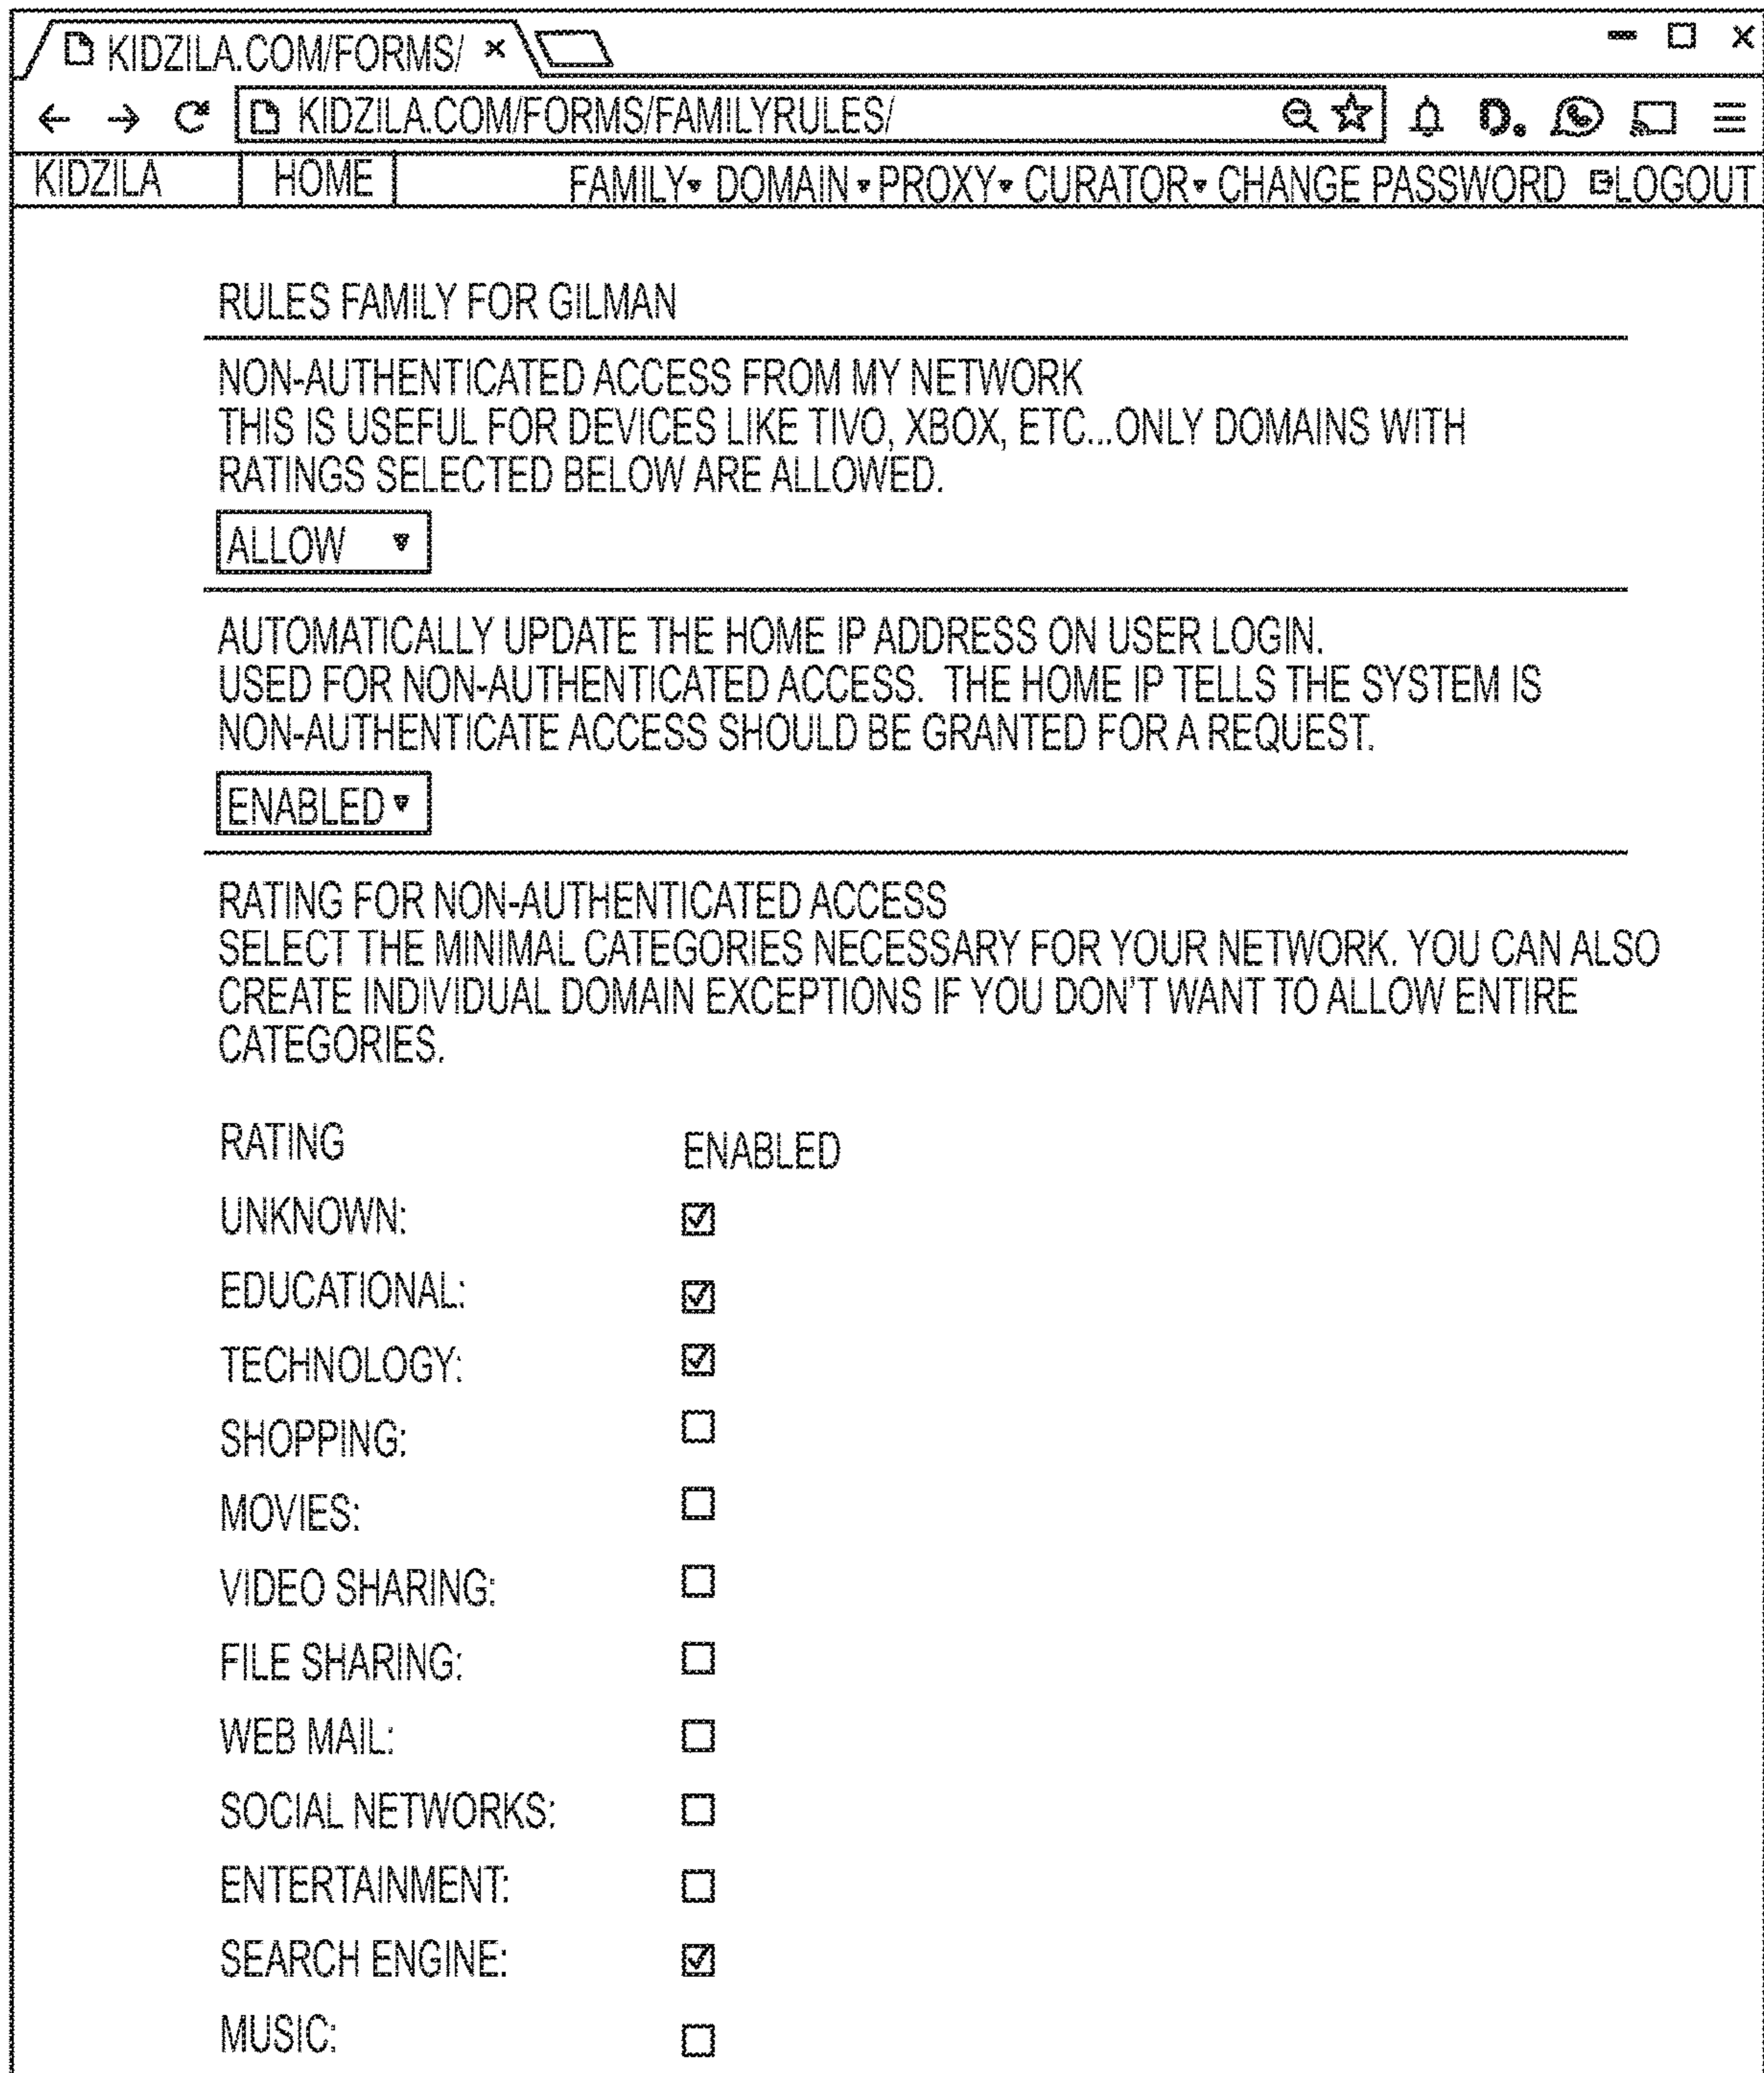 KIDZILA.COM/FORMS/
KIDZILA.COM/FORMS/FAMILYRULES/
KIDZILA HOME FAMILY DOMAIN PROXY CURATOR CHANGE PASSWORD LOGOUT
RULES FAMILY FOR GILMAN
NON-AUTHENTICATED ACCESS FROM MY NETWORK
THIS IS USEFUL FOR DEVICES LIKE TIVO, XBOX, ETC...ONLY DOMAINS WITH
RATINGS SELECTED BELOW ARE ALLOWED.
ALLOW
AUTOMATICALLY UPDATE THE HOME IP ADDRESS ON USER LOGIN.
USED FOR NON-AUTHENTICATED ACCESS. THE HOME IP TELLS THE SYSTEM IS
NON-AUTHENTICATE ACCESS SHOULD BE GRANTED FOR A REQUEST.
ENABLED
RATING FOR NON-AUTHENTICATED ACCESS
SELECT THE MINIMAL CATEGORIES NECESSARY FOR YOUR NETWORK. YOU CAN ALSO
CREATE INDIVIDUAL DOMAIN EXCEPTIONS IF YOU DON'T WANT TO ALLOW ENTIRE
CATEGORIES.
RATING ENABLED
UNKNOWN:
EDUCATIONAL:
TECHNOLOGY:
SHOPPING:
MOVIES:
VIDEO SHARING:
FILE SHARING:
WEB MAIL:
SOCIAL NETWORKS:
ENTERTAINMENT:
SEARCH ENGINE:
MUSIC: